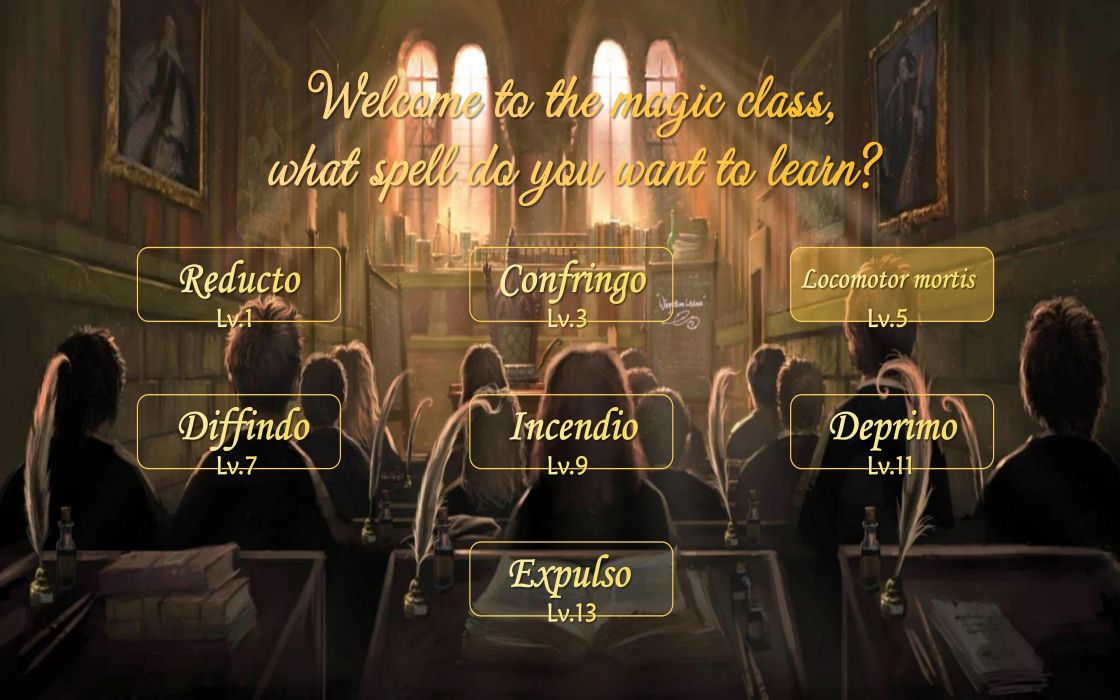 Welcome to the magic class,
what spell do you want to learn?
Reducto
Lv.1
Confringo
Lv.3
Locomotor mortis
Lv.5
Diffindo
Lv.7
Incendio
Lv.9
Deprimo
Lv.11
Expulso
Lv.13